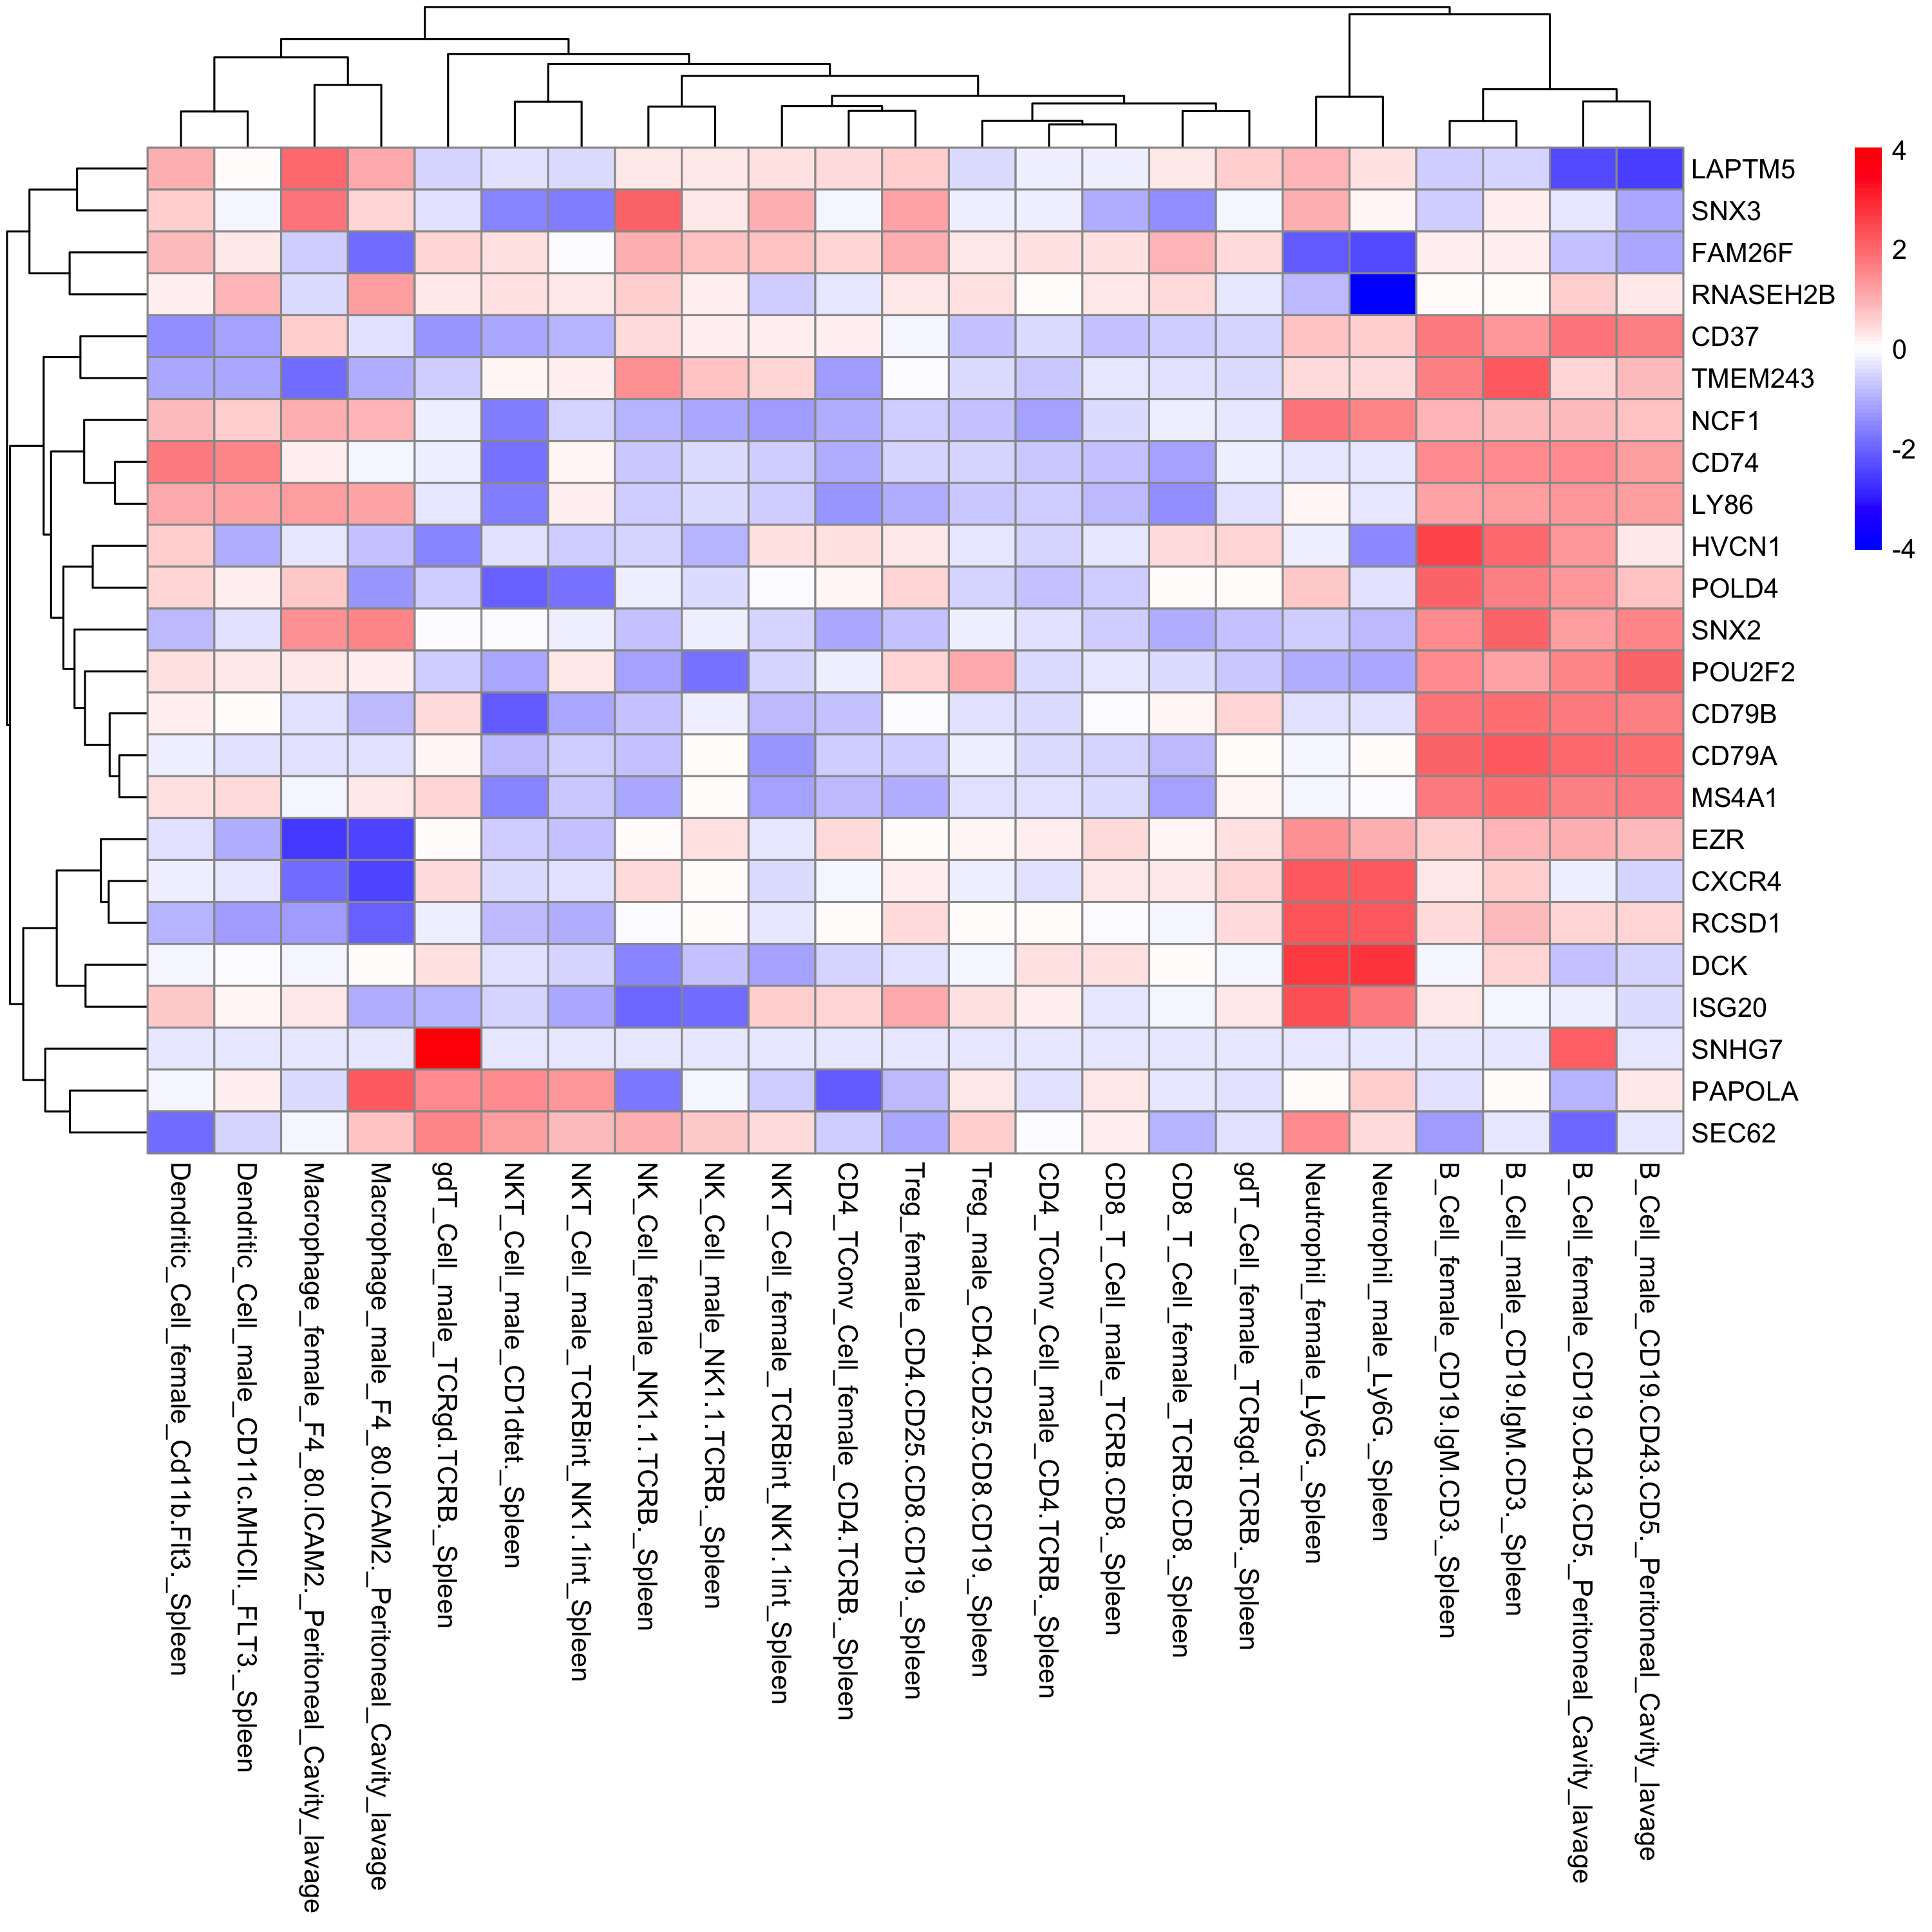 LAPTM5
SNX3
FAM26F
RNASEH2B
CD37
TMEM243
NCF1
CD74
LY86
HVCN1
POLD4
SNX2
POU2F2
CD79B
CD79A
MS4A1
EZR
CXCR4
RCSD1
DCK
ISG20
SNHG7
PAPOLA
SEC62
4
2
0
-2
-4
Dendritic_Cell_female_Cd11b.Flt3._Spleen
Dendritic_Cell_male_CD11c.MHCII._FLT3._Spleen
Macrophage_female_F4_80.ICAM2._Peritoneal_Cavity_lavage
Macrophage_male_F4_80.ICAM2._Peritoneal_Cavity_lavage
gdT_Cell_male_TCRgd.TCRB._Spleen
NKT_Cell_male_CD1dtet._Spleen
NKT_Cell_male_TCRBint_NK1.1int_Spleen
NK_Cell_female_NK1.1.TCRB._Spleen
NK_Cell_male_NK1.1.TCRB._Spleen
NKT_Cell_female_TCRBint_NK1.1int_Spleen
CD4_TConv_Cell_female_CD4.TCRB._Spleen
Treg_female_CD4.CD25.CD8.CD19._Spleen
Treg_male_CD4.CD25.CD8.CD19._Spleen
CD4_TConv_Cell_male_CD4.TCRB._Spleen
CD8_T_Cell_male_TCRB.CD8._Spleen
CD8_T_Cell_female_TCRB.CD8._Spleen
gdT_Cell_female_TCRgd.TCRB._Spleen
Neutrophil_female_Ly6G._Spleen
Neutrophil_male_Ly6G._Spleen
B_Cell_female_CD19.IgM.CD3._Spleen
B_Cell_male_CD19.IgM.CD3._Spleen
B_Cell_female_CD19.CD43.CD5._Peritoneal_Cavity_lavage
B_Cell_male_CD19.CD43.CD5._Peritoneal_Cavity_lavage